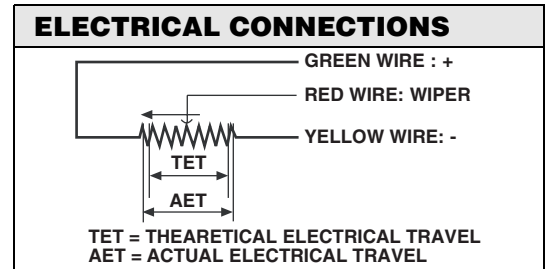 ELECTRICAL CONNECTIONS
GREEN WIRE : +
RED WIRE: WIPER
YELLOW WIRE: -
TET
AET
TET = THEARETICAL ELECTRICAL TRAVEL
AET = ACTUAL ELECTRICAL TRAVEL